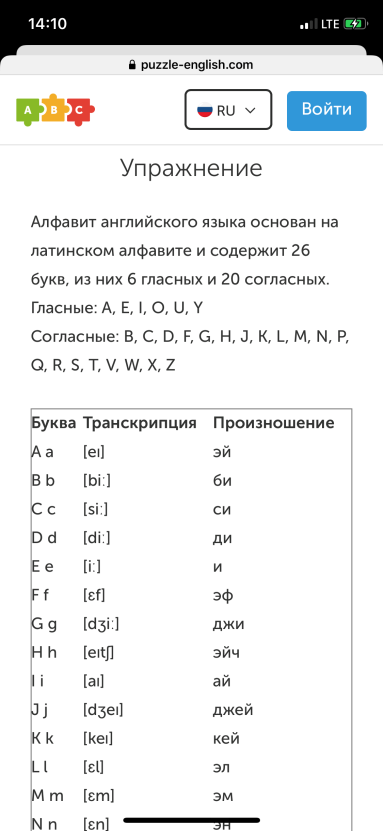 14:10 LTE
puzzle-english.com
A B C RU Войти
Упражнение
Алфавит английского языка основан на
латинском алфавите и содержит 26
букв, из них 6 гласных и 20 согласных.
Гласные: A, E, I, O, U, Y
Согласные: B, C, D, F, G, H, J, K, L, M, N, P,
Q, R, S, T, V, W, X, Z
Буква Транскрипция Произношение
A a [eɪ] эй
B b [biː] би
C c [siː] си
D d [diː] ди
E e [iː] и
F f [ɛf] эф
G g [dʒiː] джи
H h [eɪtʃ] эйч
I i [aɪ] ай
J j [dʒeɪ] джей
K k [keɪ] кей
L l [ɛl] эл
M m [ɛm] эм
N n [ɛn] эн